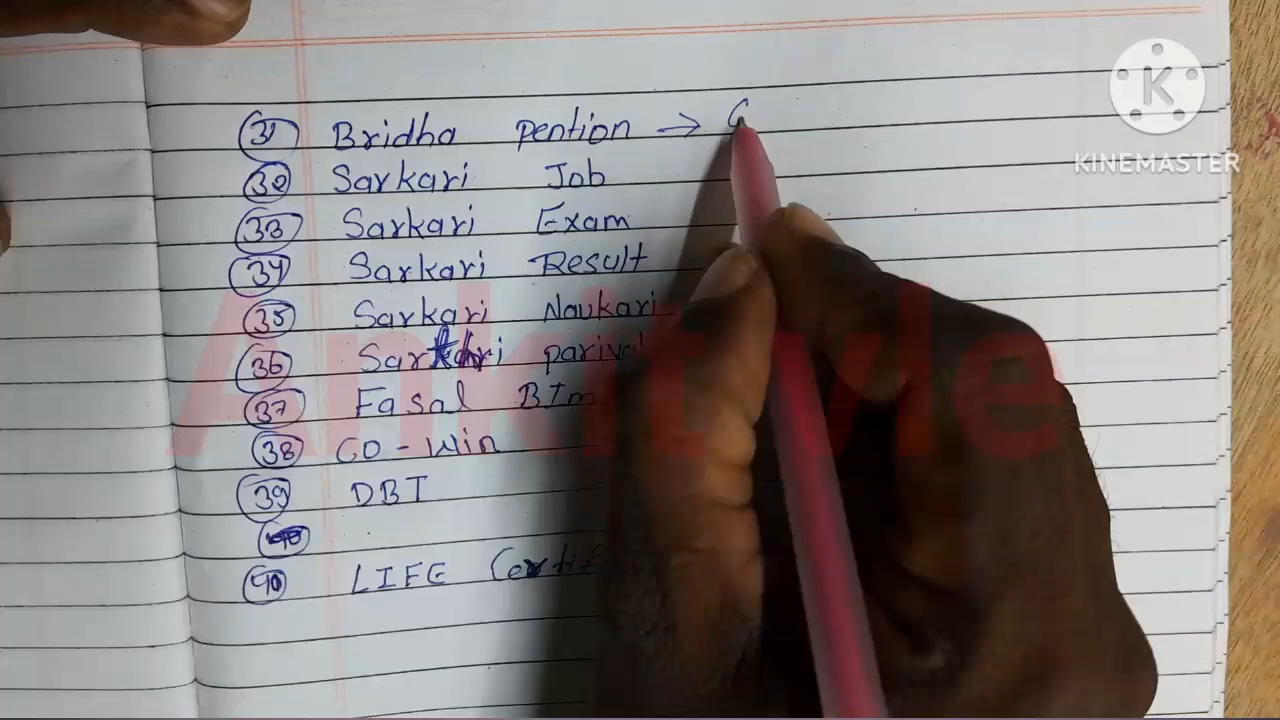 31 Bridha pention →
32 Sarkari Job
33 Sarkari Exam
34 Sarkari Result
35 Sarkari Naukari
36 Sarkari
37 Fasal BIm
38 CO-Win
39 DBT
40
40 LIFE Certif
K
KINEMASTER
Ankitvle